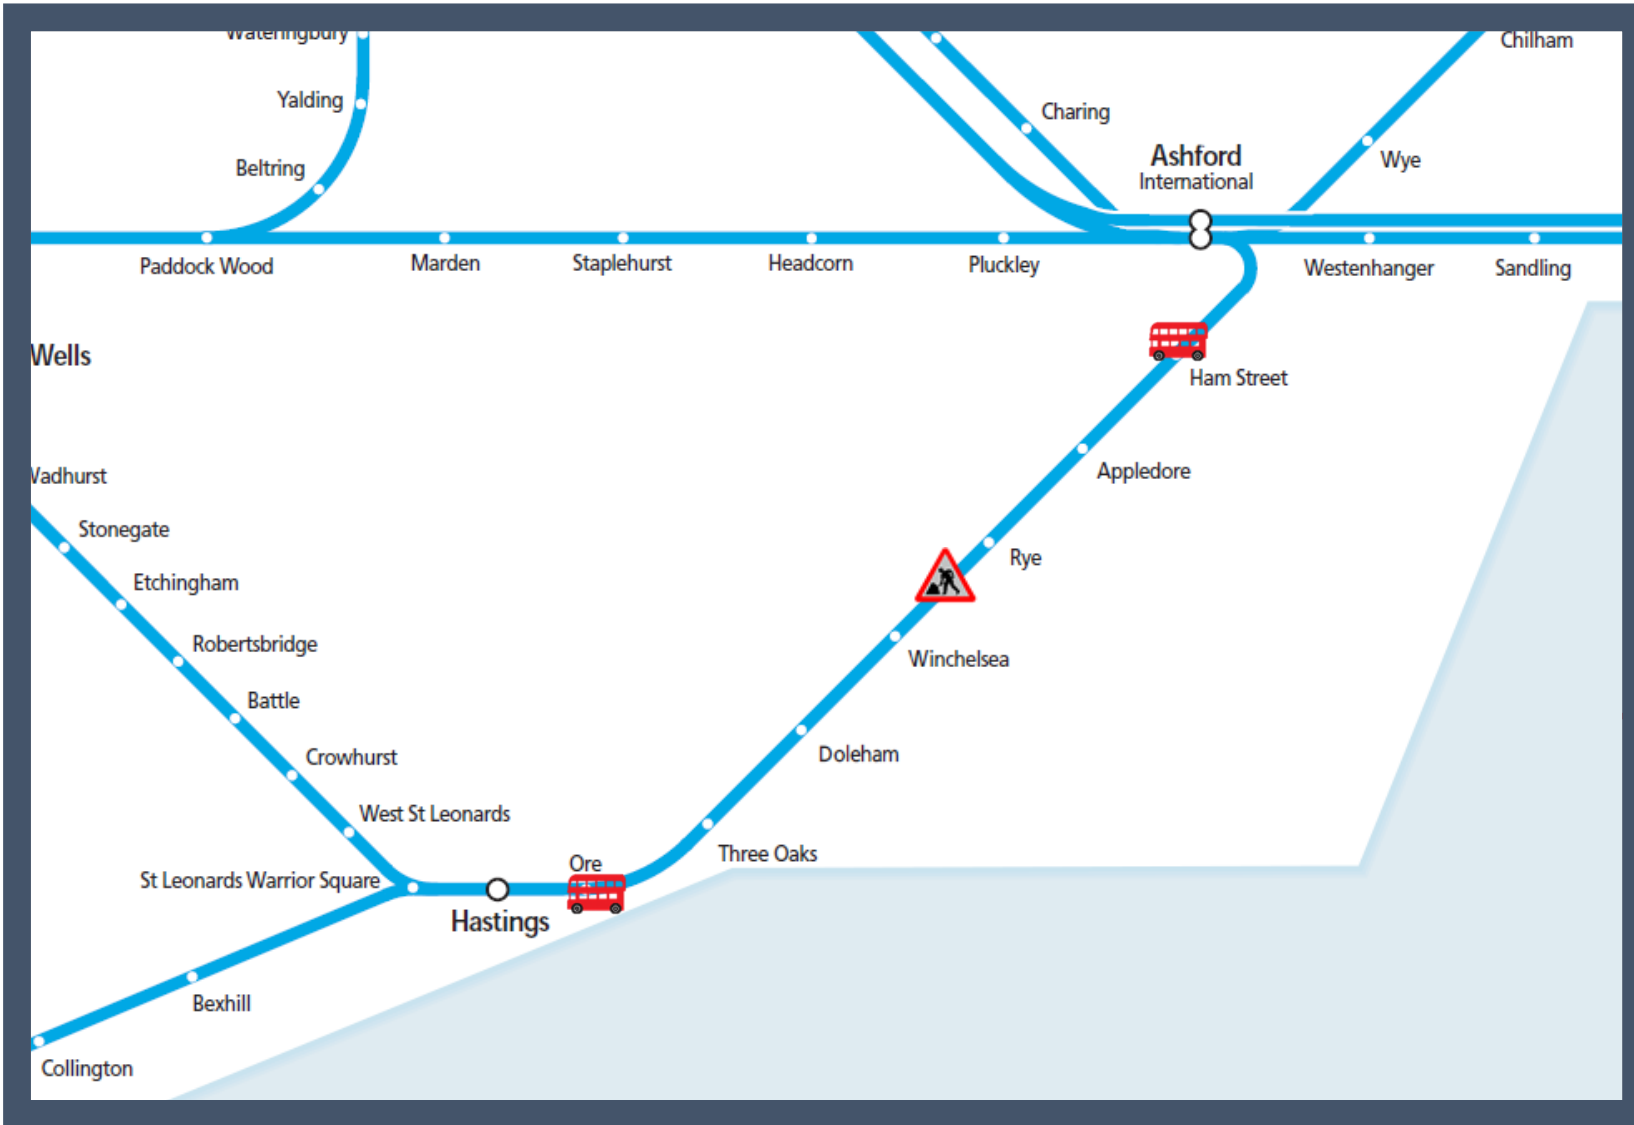 Wateringbury
Chilham
Yalding
Charing
Ashford
International
Beltring
Wye
Paddock Wood
Marden
Staplehurst
Headcorn
Pluckley
Westenhanger
Sandling
Wells
Ham Street
Appledore
Wadhurst
Stonegate
Rye
Etchingham
Robertsbridge
Winchelsea
Battle
Doleham
Crowhurst
West St Leonards
Three Oaks
Ore
St Leonards Warrior Square
Hastings
Bexhill
Collington